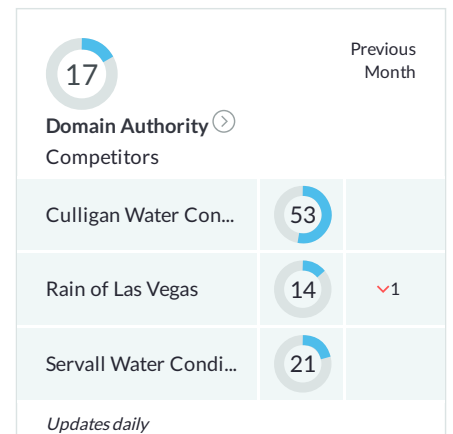 17
Previous
Month
Domain Authority
Competitors
Culligan Water Con... 53
Rain of Las Vegas 14 1
Servall Water Condi... 21
Updates daily